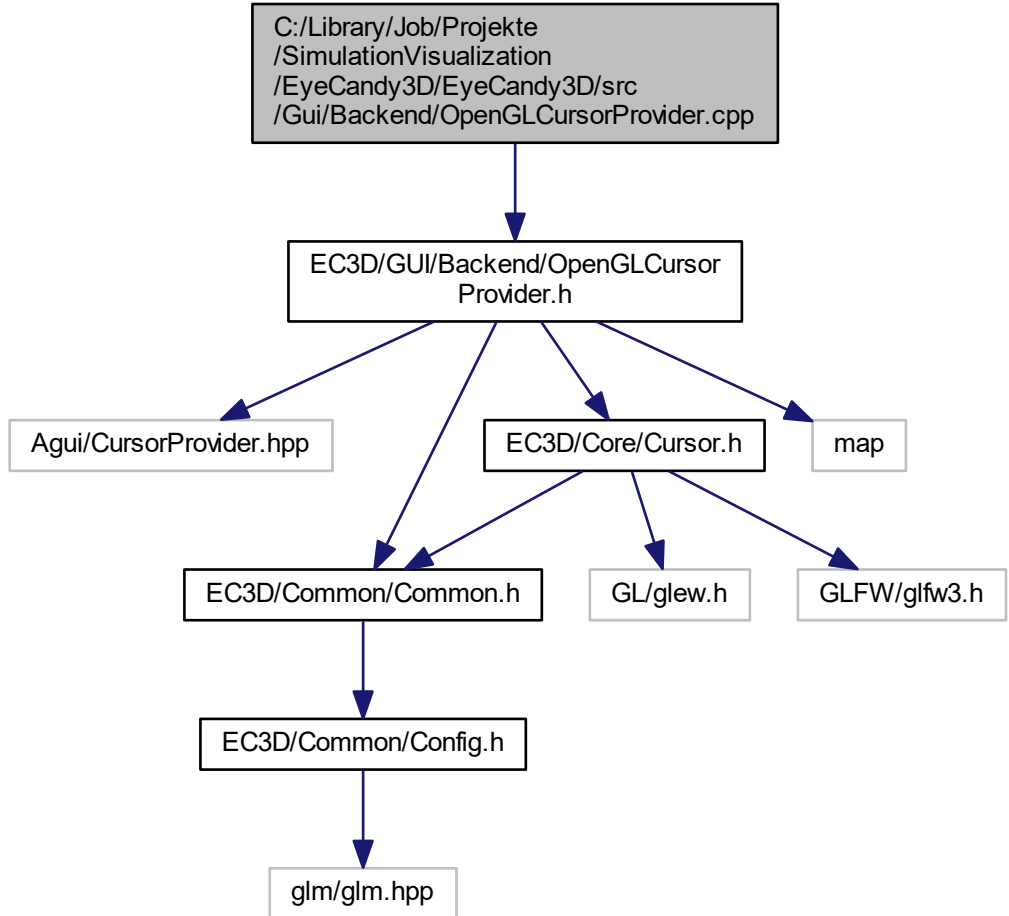 C:/Library/Job/Projekte
/SimulationVisualization
/EyeCandy3D/EyeCandy3D/src
/Gui/Backend/OpenGLCursorProvider.cpp
EC3D/GUI/Backend/OpenGLCursor
Provider.h
Agui/CursorProvider.hpp
EC3D/Core/Cursor.h
map
EC3D/Common/Common.h
GL/glew.h
GLFW/glfw3.h
EC3D/Common/Config.h
glm/glm.hpp